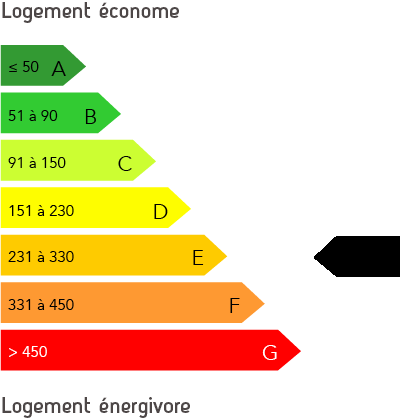 Logement économe
≤ 50 A
51 à 90 B
91 à 150 C
151 à 230 D
231 à 330 E
331 à 450 F
> 450 G
Logement énergivore